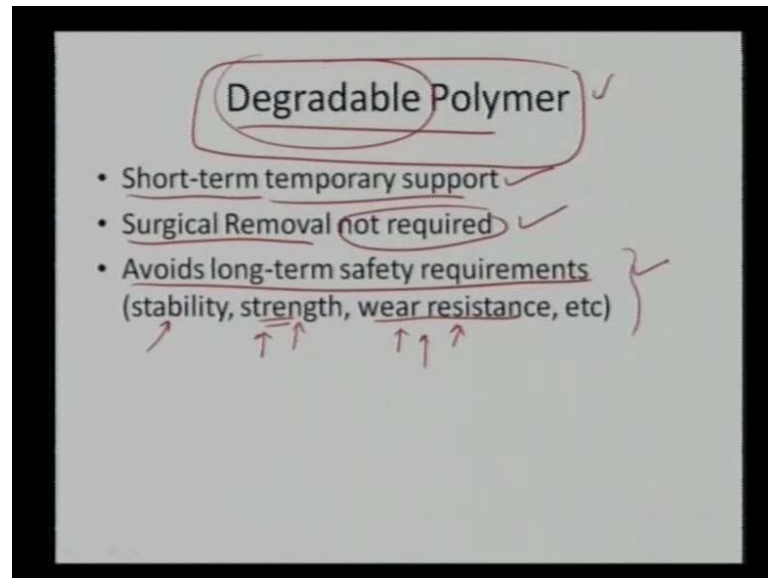 Degradable Polymer
• Short-term temporary support
• Surgical Removal not required
• Avoids long-term safety requirements
(stability, strength, wear resistance, etc)